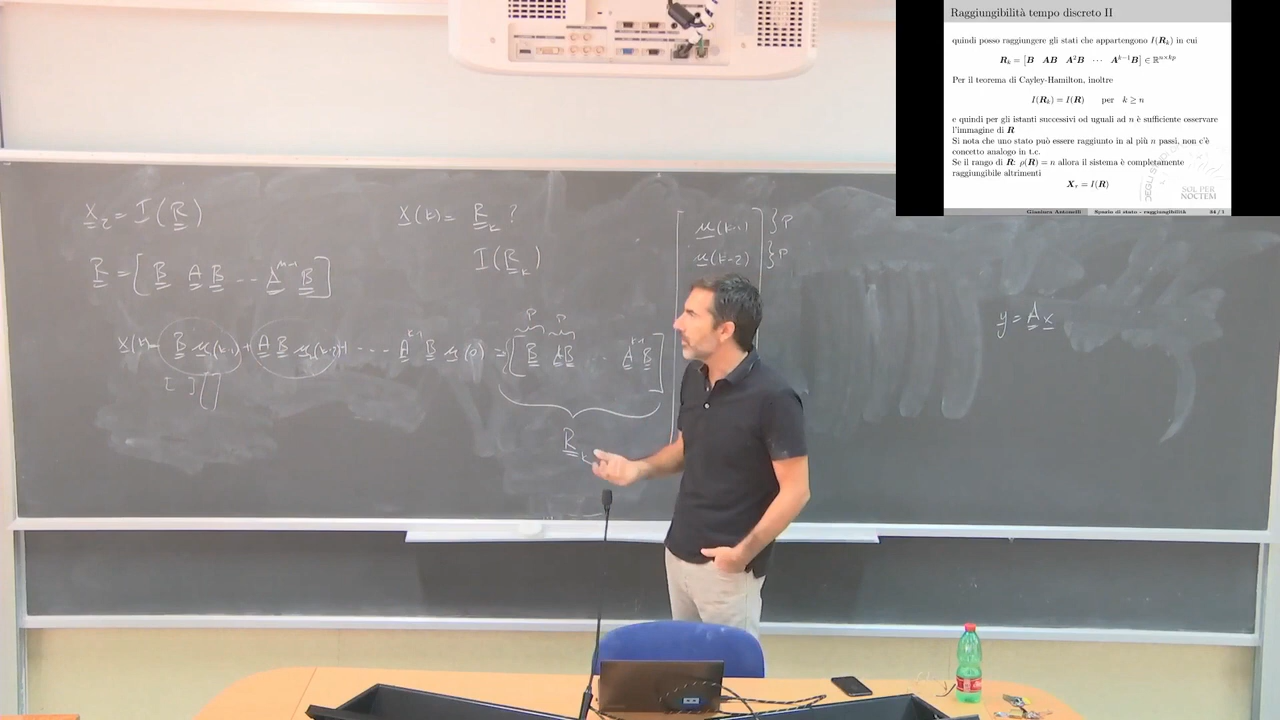 Raggiungibilità tempo discreto II
quindi posso raggiungere gli stati che appartengono I(R_k) in cui
R_k = [B AB A²B ⋯ A^{k−1}B] ∈ ℝ^{n×kp}
Per il teorema di Cayley-Hamilton, inoltre
I(R_k) = I(R) per k ≥ n
e quindi per gli istanti successivi od uguali ad n è sufficiente osservare
l'immagine di R
Si nota che uno stato può essere raggiunto in al più n passi, non c'è
concetto analogo in t.c.
Se il rango di R: ρ(R) = n allora il sistema è completamente
raggiungibile altrimenti
X_r = I(R)
SOL PER
NOCTEM
Gianluca Antonelli Spazio di stato - raggiungibilità
X_r = I(R)
R = [B AB -- A^{n-1} B]
x(k) = R_k ?
I(R_k)
u(k-1) } P
u(k-2) } P
x(k) = B u(k-1) + A B u(k-2) + --- A^{k-1} B u(0) = [B AB .. A^{k-1} B]
P P
[ ] []
R_k
y = A x